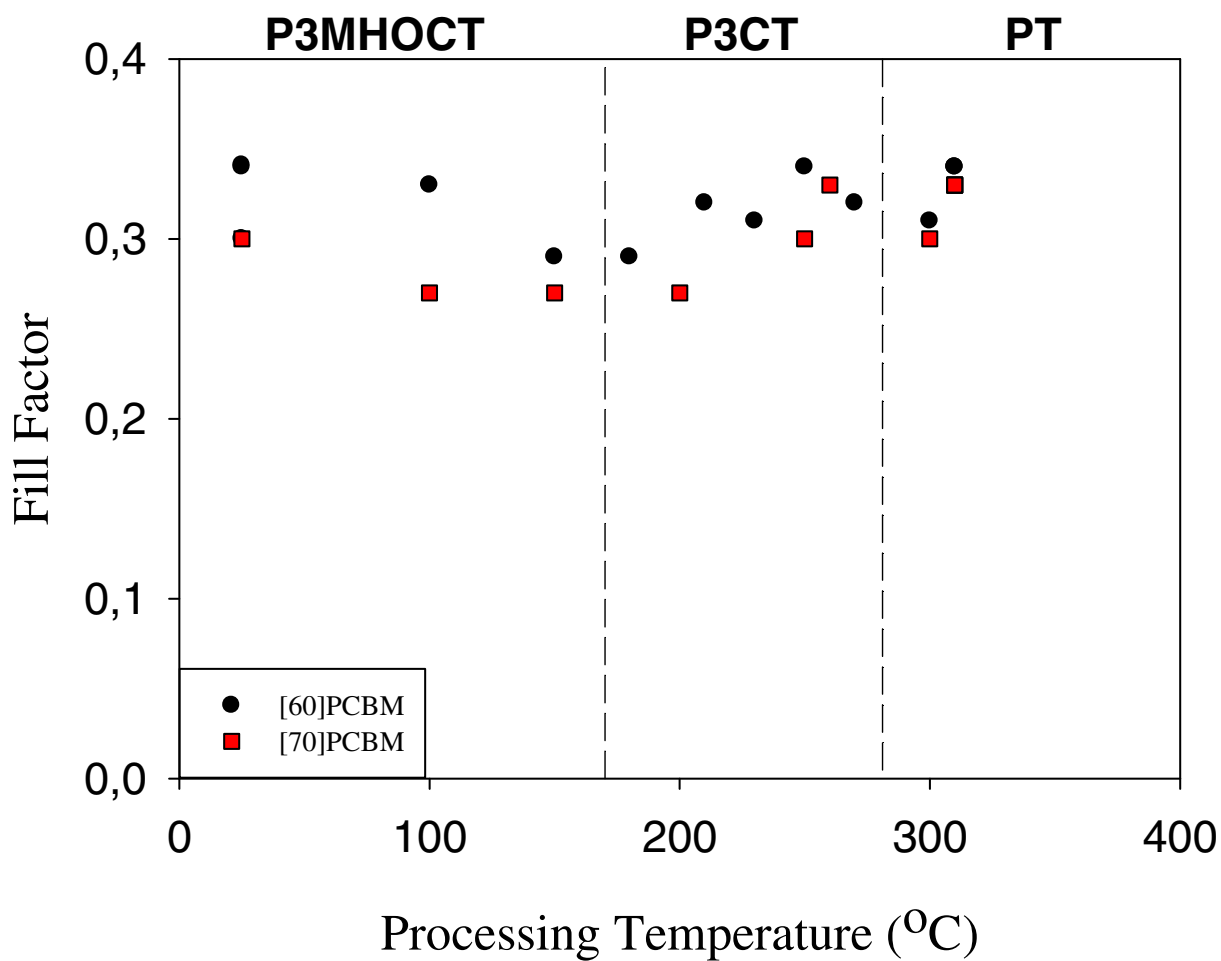 P3MHOCT P3CT PT
0,4
0,3
0,2
0,1
0,0
Fill Factor
[60]PCBM
[70]PCBM
0 100 200 300 400
Processing Temperature (°C)